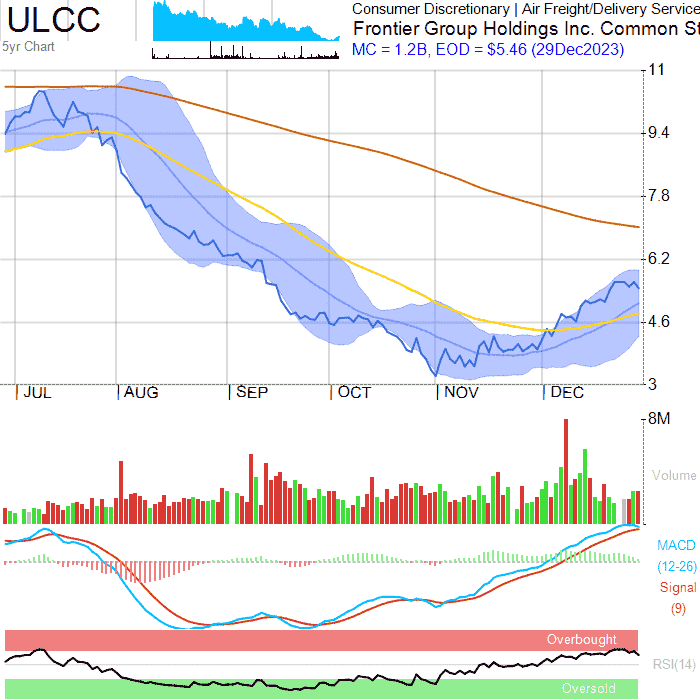 ULCC
5yr Chart
Consumer Discretionary | Air Freight/Delivery Service
Frontier Group Holdings Inc. Common St
MC = 1.2B, EOD = $5.46 (29Dec2023)
11
9.4
7.8
6.2
4.6
3
JUL AUG SEP OCT NOV DEC
8M
Volume
MACD
(12-26)
Signal
(9)
Overbought
RSI(14)
Oversold